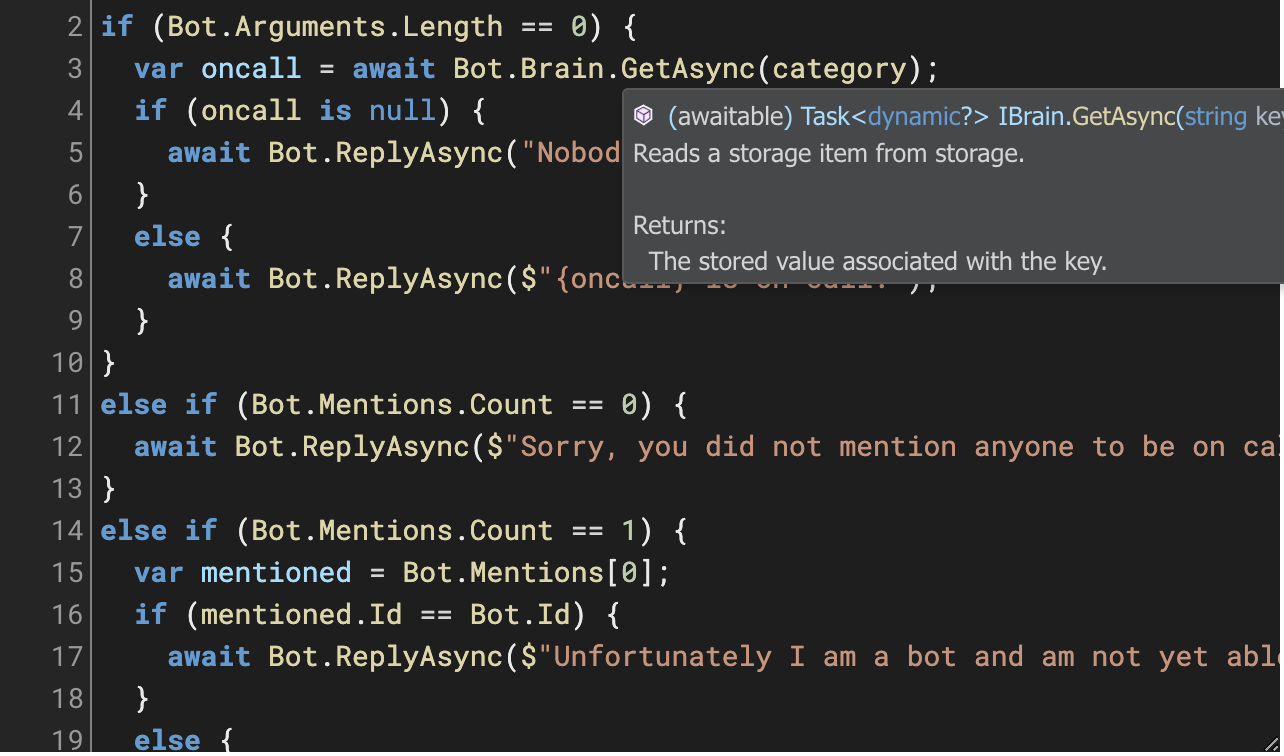 2 if (Bot.Arguments.Length == 0) {
3 var oncall = await Bot.Brain.GetAsync(category);
4 if (oncall is null) {
(awaitable) Task<dynamic?> IBrain.GetAsync(string
5 await Bot.ReplyAsync("Nobod
Reads a storage item from storage.
6 }
7 else {
Returns:
The stored value associated with the key.
8 await Bot.ReplyAsync($"{oncall} is on call.");
9 }
10 }
11 else if (Bot.Mentions.Count == 0) {
12 await Bot.ReplyAsync($"Sorry, you did not mention anyone to be on
13 }
14 else if (Bot.Mentions.Count == 1) {
15 var mentioned = Bot.Mentions[0];
16 if (mentioned.Id == Bot.Id) {
17 await Bot.ReplyAsync($"Unfortunately I am a bot and am not yet
18 }
19 else {